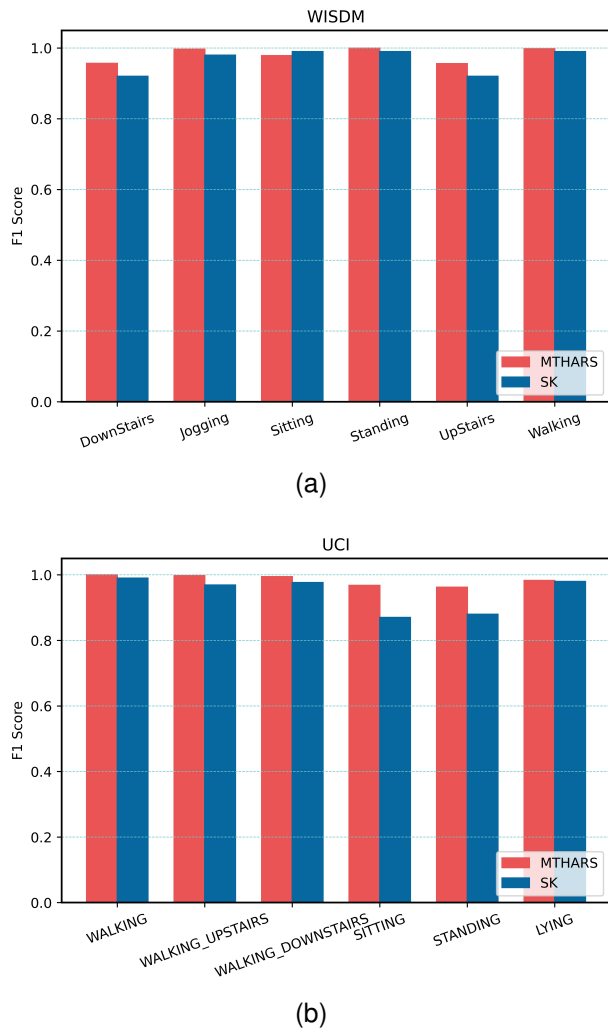 WISDM
1.0
0.8
0.6
0.4
0.2
0.0
F1 Score
MTHARS
SK
DownStairs
Jogging
Sitting
Standing
UpStairs
Walking
(a)
UCI
1.0
0.8
0.6
0.4
0.2
0.0
F1 Score
MTHARS
SK
WALKING
WALKING_UPSTAIRS
WALKING_DOWNSTAIRS
SITTING
STANDING
LYING
(b)